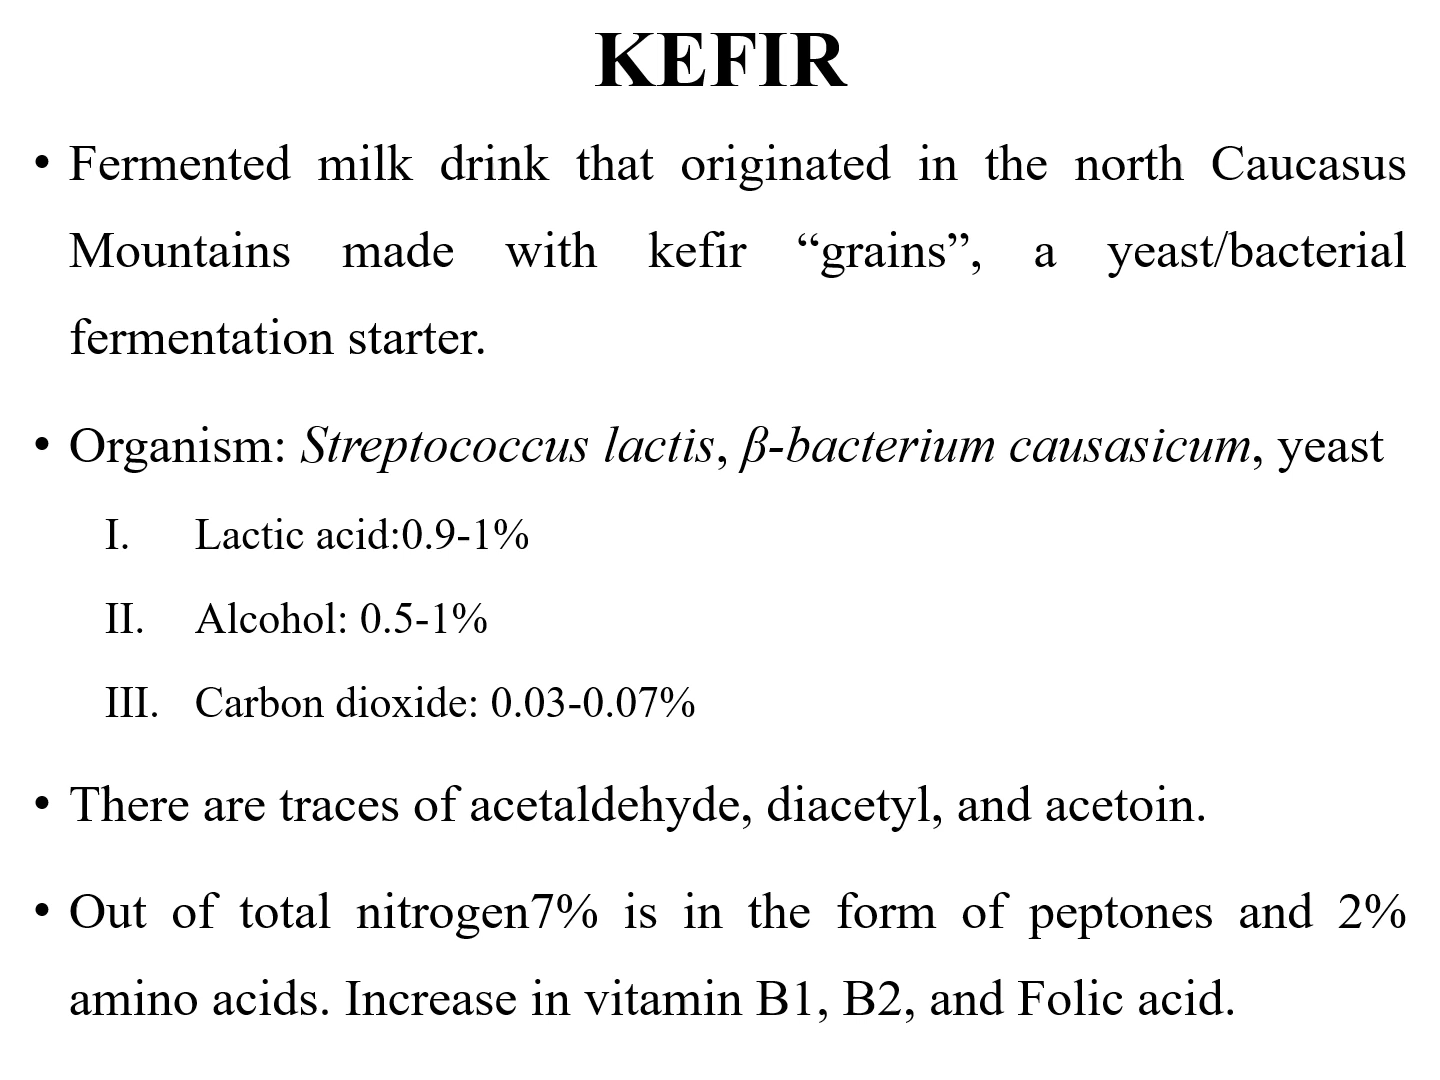 KEFIR
• Fermented milk drink that originated in the north Caucasus
Mountains made with kefir “grains”, a yeast/bacterial
fermentation starter.
• Organism: Streptococcus lactis, β-bacterium causasicum, yeast
I. Lactic acid:0.9-1%
II. Alcohol: 0.5-1%
III. Carbon dioxide: 0.03-0.07%
• There are traces of acetaldehyde, diacetyl, and acetoin.
• Out of total nitrogen7% is in the form of peptones and 2%
amino acids. Increase in vitamin B1, B2, and Folic acid.